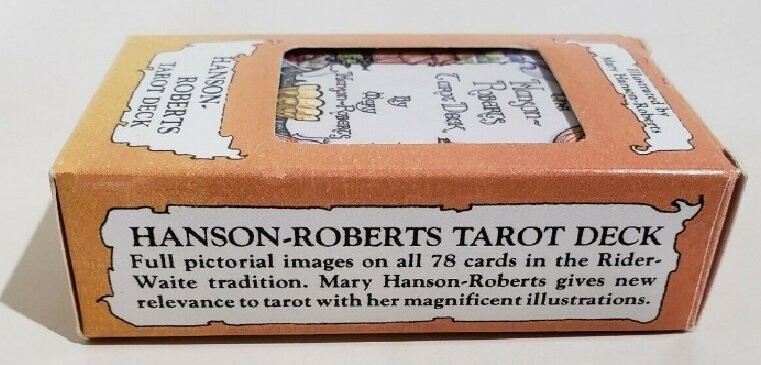 HANSON-
ROBERTS
TAROT DECK
Hanson-
Roberts
Tarot Deck
By
Mary
Hanson-Roberts
Illustrated by
Mary Hanson-Roberts
HANSON-ROBERTS TAROT DECK
Full pictorial images on all 78 cards in the Rider-
Waite tradition. Mary Hanson-Roberts gives new
relevance to tarot with her magnificent illustrations.